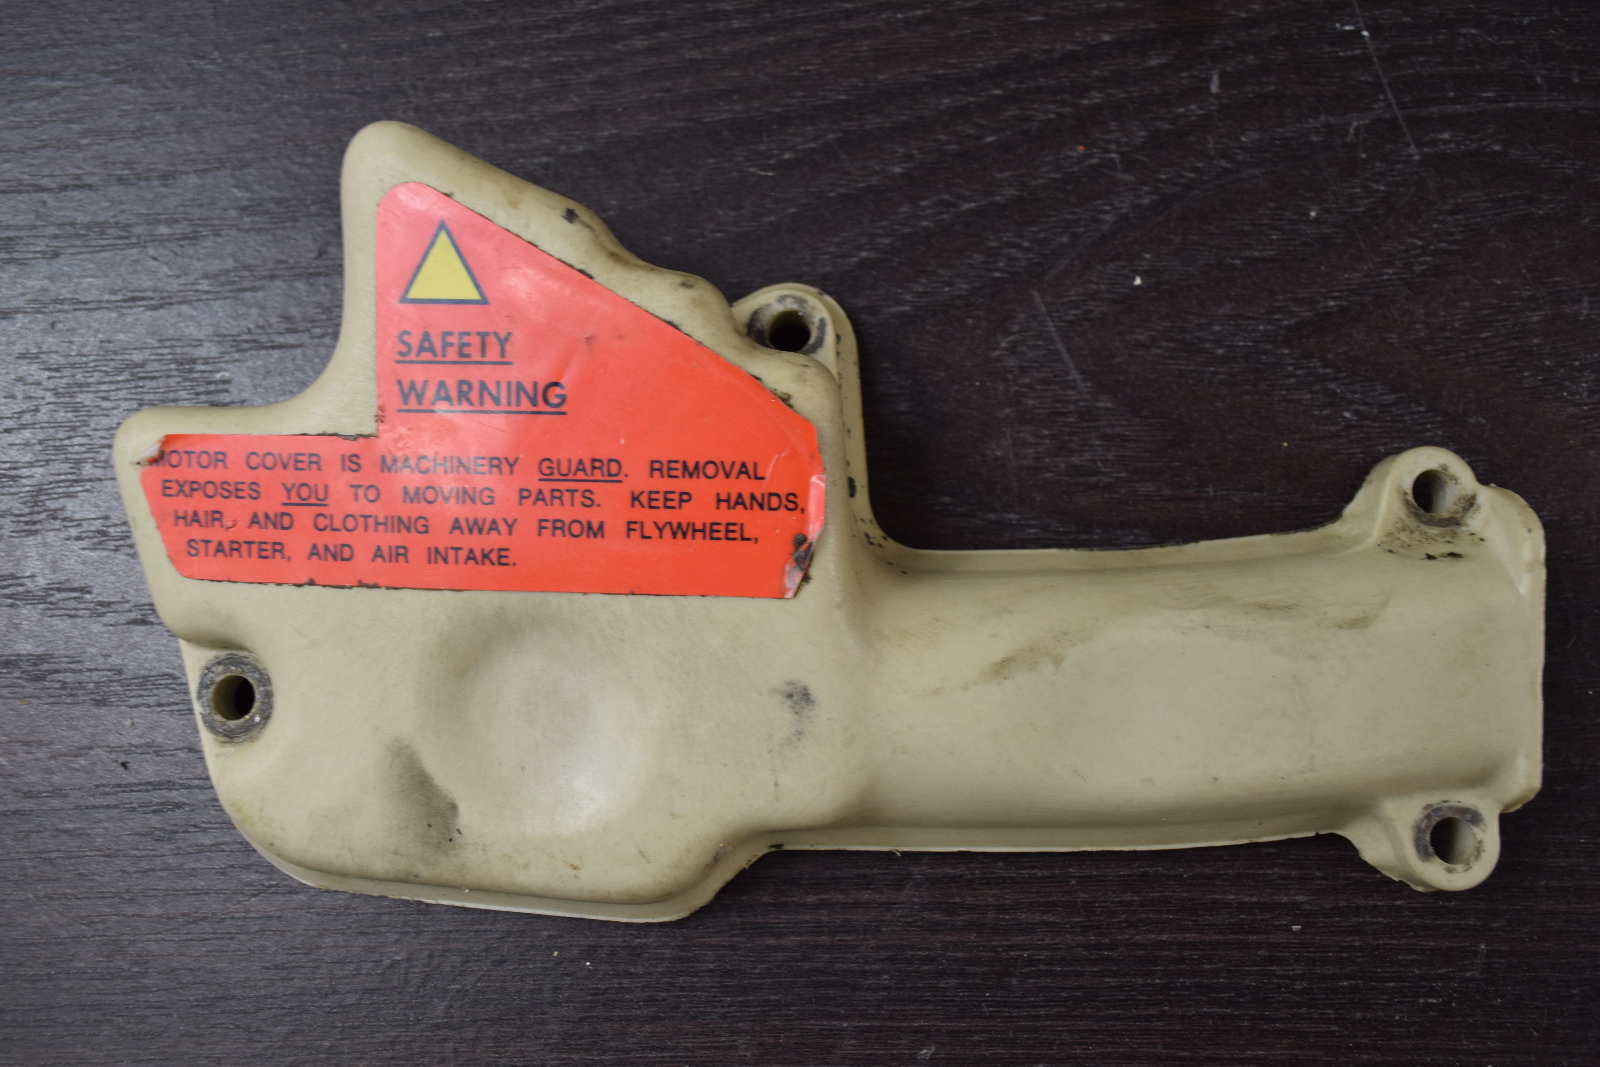 SAFETY
WARNING
MOTOR COVER IS MACHINERY GUARD. REMOVAL
EXPOSES YOU TO MOVING PARTS. KEEP HANDS,
HAIR, AND CLOTHING AWAY FROM FLYWHEEL,
STARTER, AND AIR INTAKE.